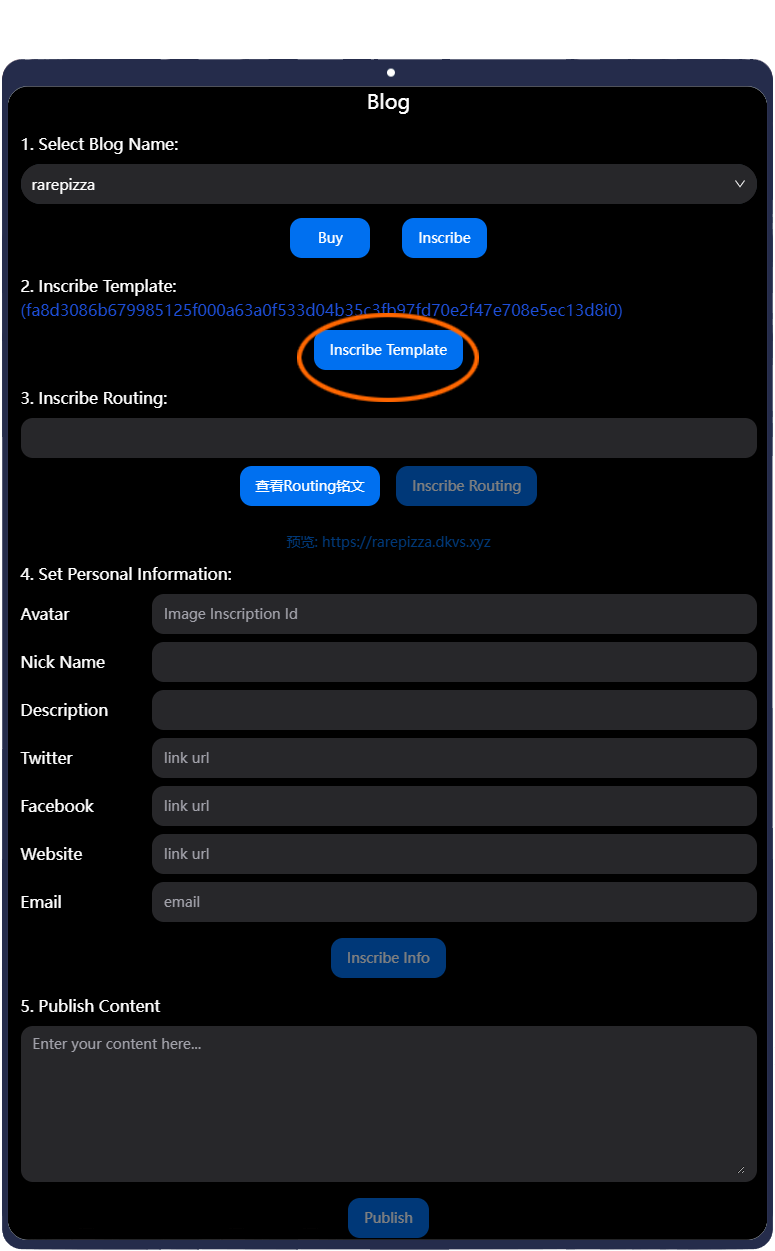 Blog
1. Select Blog Name:
rarepizza
Buy Inscribe
2. Inscribe Template:
(fa8d3086b679985125f000a63a0f533d04b35c3fb97fd70e2f47e708e5ec13d8i0)
Inscribe Template
3. Inscribe Routing:
查看Routing铭文 Inscribe Routing
预览: https://rarepizza.dkvs.xyz
4. Set Personal Information:
Avatar Image Inscription Id
Nick Name
Description
Twitter link url
Facebook link url
Website link url
Email email
Inscribe Info
5. Publish Content
Enter your content here...
Publish